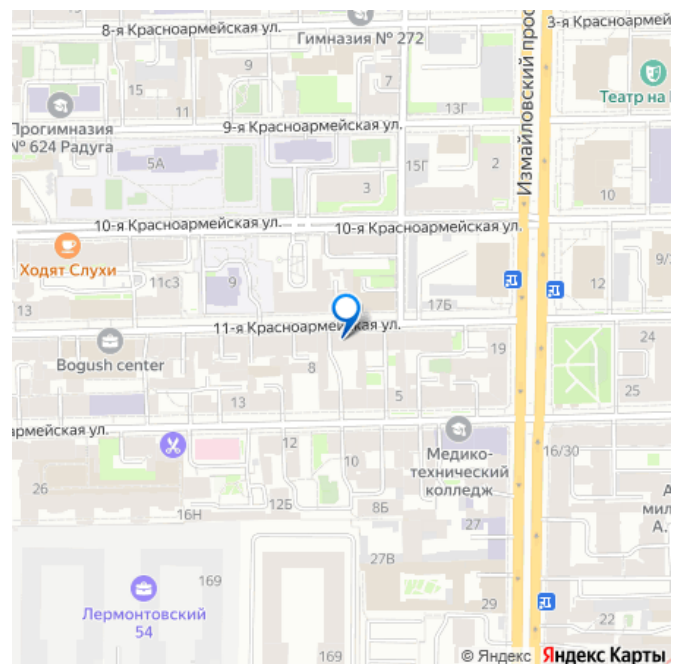 8-я Красноармейская ул.
3-я Красноармей
Гимназия № 272
9
7
15
11
13Г
Театр на
Прогимназия
№ 624 Радуга
9-я Красноармейская ул.
Измайловский прос
5А
15Г
2
3
10
10-я Красноармейская ул.
10-я Красноармейская ул.
Ходят Слухи
11с3
9
12
9/
13
17Б
11-я Красноармейская ул.
24
Bogush center
8
19
25
13
5
армейская ул.
12
10
Медико-
технический
колледж
16/30
26
16Н
12Б
8Б
27
А
мил
А.
27В
169
Лермонтовский
54
29
22
169
© Яндекс Яндекс Карты